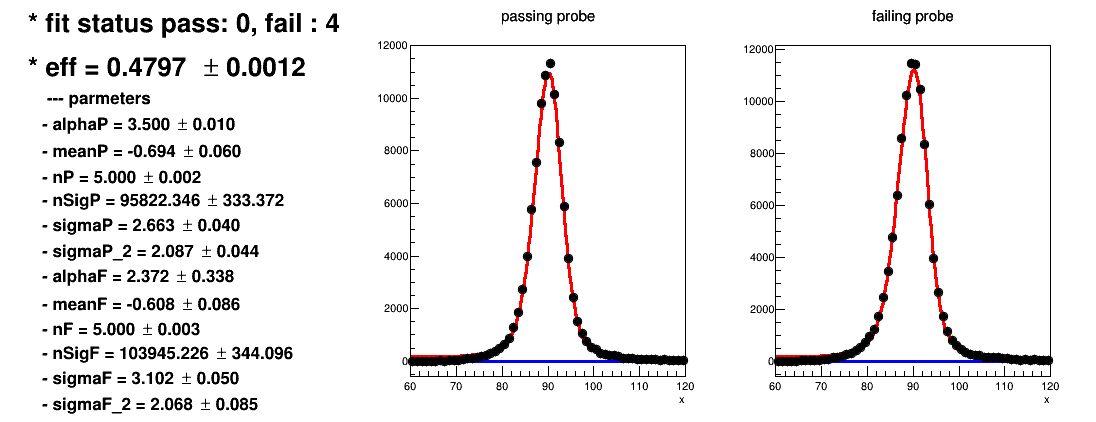 * fit status pass: 0, fail : 4
* eff = 0.4797 ± 0.0012
--- parmeters
- alphaP = 3.500 ± 0.010
- meanP = -0.694 ± 0.060
- nP = 5.000 ± 0.002
- nSigP = 95822.346 ± 333.372
- sigmaP = 2.663 ± 0.040
- sigmaP_2 = 2.087 ± 0.044
- alphaF = 2.372 ± 0.338
- meanF = -0.608 ± 0.086
- nF = 5.000 ± 0.003
- nSigF = 103945.226 ± 344.096
- sigmaF = 3.102 ± 0.050
- sigmaF_2 = 2.068 ± 0.085
passing probe
12000
10000
8000
6000
4000
2000
0
60 70 80 90 100 110 120
x
failing probe
12000
10000
8000
6000
4000
2000
0
60 70 80 90 100 110 120
x